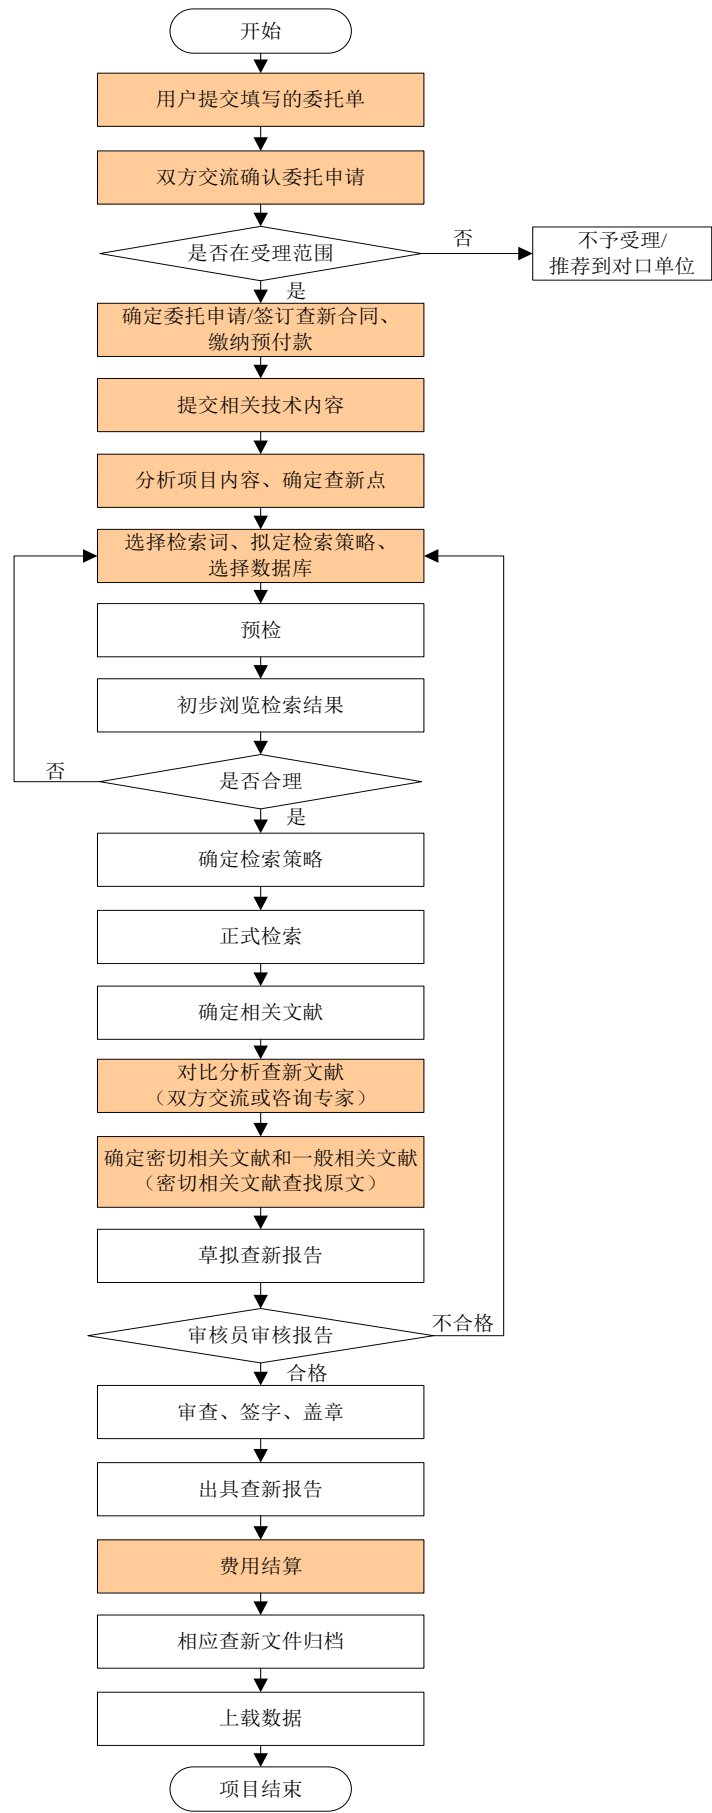 开始
用户提交填写的委托单
双方交流确认委托申请
是否在受理范围
否
不予受理/
推荐到对口单位
是
确定委托申请/签订查新合同、
缴纳预付款
提交相关技术内容
分析项目内容、确定查新点
选择检索词、拟定检索策略、
选择数据库
预检
初步浏览检索结果
否
是否合理
是
确定检索策略
正式检索
确定相关文献
对比分析查新文献
（双方交流或咨询专家）
确定密切相关文献和一般相关文献
（密切相关文献查找原文）
草拟查新报告
审核员审核报告
不合格
合格
审查、签字、盖章
出具查新报告
费用结算
相应查新文件归档
上载数据
项目结束